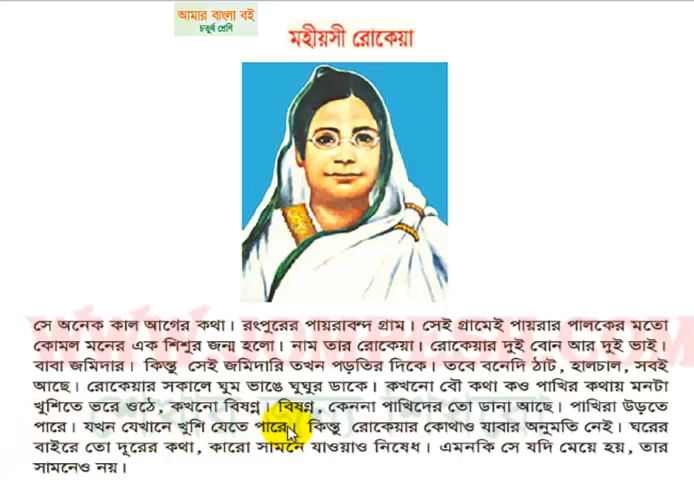 আমার বাংলা বই
চতুর্থ শ্রেণি
মহীয়সী রোকেয়া
সে অনেক কাল আগের কথা। রংপুরের পায়রাবন্দ গ্রাম। সেই গ্রামেই পায়রার পালকের মতো
কোমল মনের এক শিশুর জন্ম হলো। নাম তার রোকেয়া। রোকেয়ার দুই বোন আর দুই ভাই।
বাবা জমিদার। কিন্তু সেই জমিদারি তখন পড়তির দিকে। তবে বনেদি ঠাট, হালচাল, সবই
আছে। রোকেয়ার সকালে ঘুম ভাঙে ঘুঘুর ডাকে। কখনো বৌ কথা কও পাখির কথায় মনটা
খুশিতে ভরে ওঠে, কখনো বিষণ্ন। বিষণ্ন, কেননা পাখিদের তো ডানা আছে। পাখিরা উড়তে
পারে। যখন যেখানে খুশি যেতে পারে। কিন্তু রোকেয়ার কোথাও যাবার অনুমতি নেই। ঘরের
বাইরে তো দূরের কথা, কারো সামনে যাওয়াও নিষেধ। এমনকি সে যদি মেয়ে হয়, তার
সামনেও নয়।